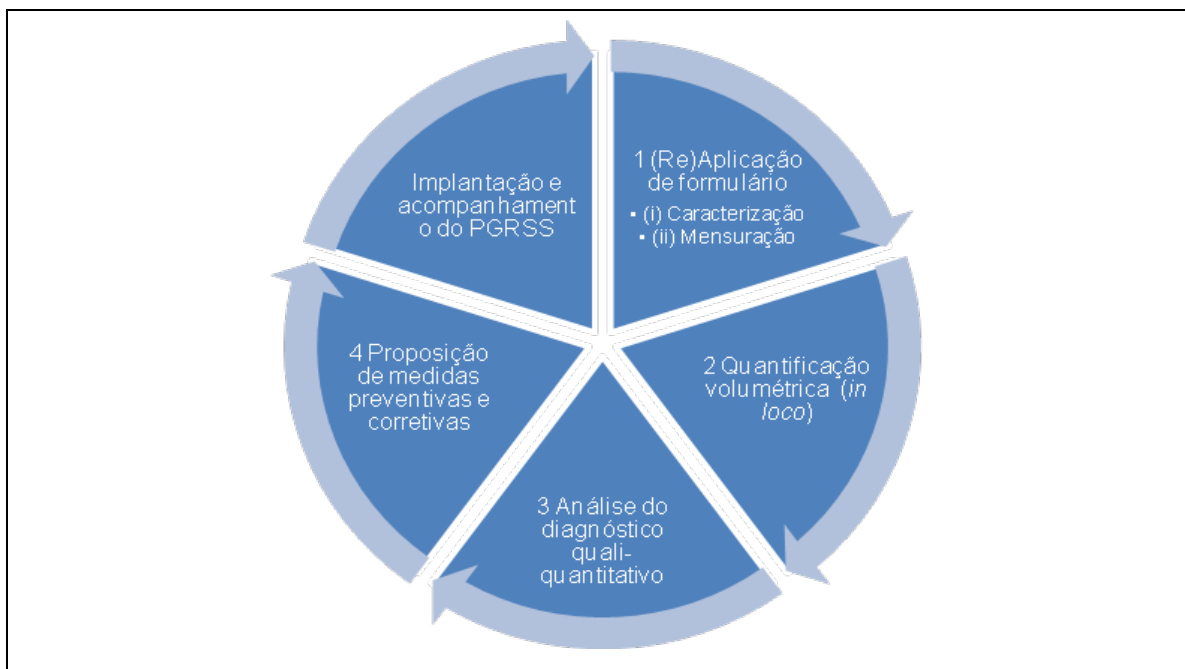 1 (Re)Aplicação
de formulário
▪ (i) Caracterização
▪ (ii) Mensuração
2 Quantificação
volumétrica (in
loco)
3 Análise do
diagnóstico
quali-
quantitativo
4 Proposição
de medidas
preventivas e
corretivas
Implantação e
acompanhament
o do PGRSS